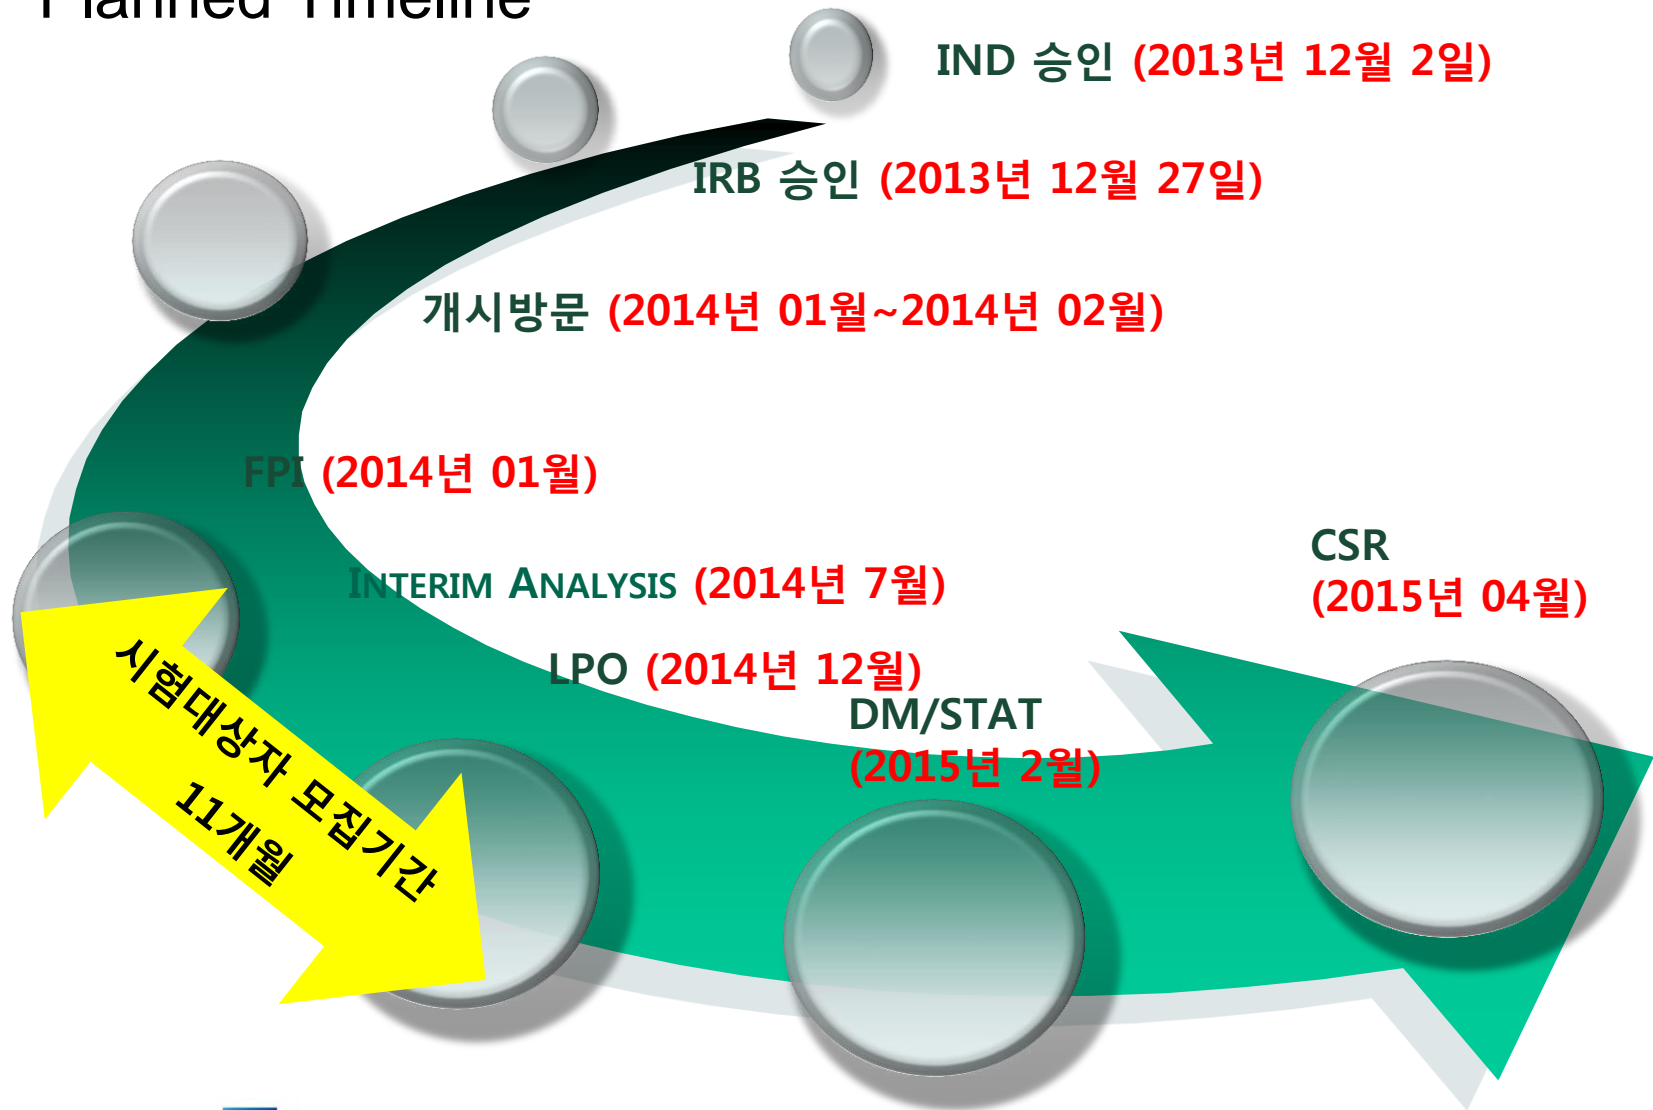 Planned Timeline
IND 승인 (2013년 12월 2일)
IRB 승인 (2013년 12월 27일)
개시방문 (2014년 01월~2014년 02월)
FPI (2014년 01월)
INTERIM ANALYSIS (2014년 7월)
LPO (2014년 12월)
DM/STAT
(2015년 2월)
CSR
(2015년 04월)
시험대상자 모집기간
11개월